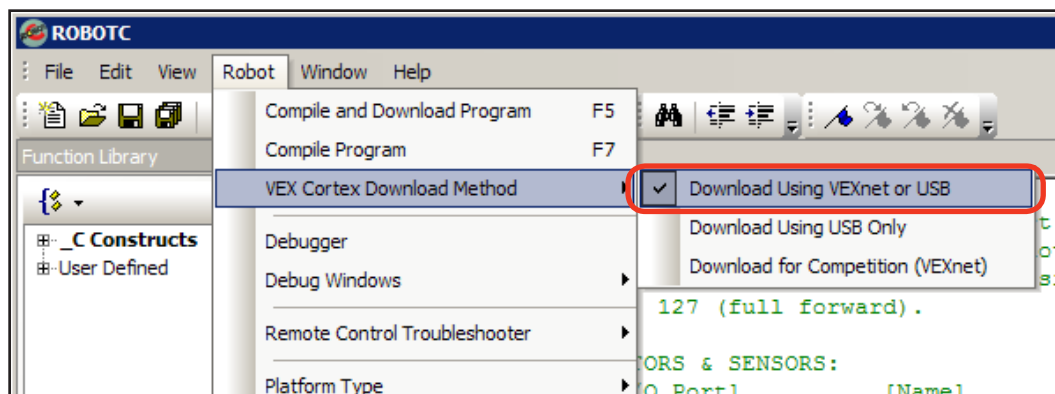 ROBOTC
File Edit View Robot Window Help
Compile and Download Program F5
Compile Program F7
Function Library
VEX Cortex Download Method
Download Using VEXnet or USB
Download Using USB Only
Download for Competition (VEXnet)
_C Constructs
User Defined
Debugger
Debug Windows
127 (full forward).
Remote Control Troubleshooter
TORS & SENSORS:
Platform Type
O Port] [Name]